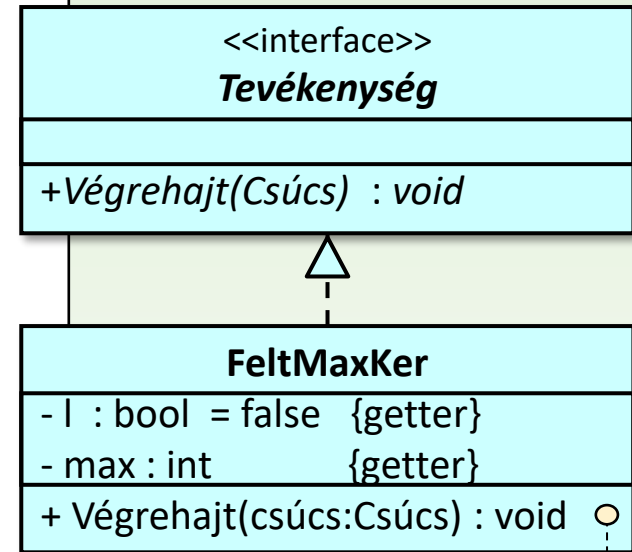 <<interface>>
Tevékenység
+Végrehajt(Csúcs) : void
FeltMaxKer
- l : bool = false {getter}
- max : int {getter}
+ Végrehajt(csúcs:Csúcs) : void